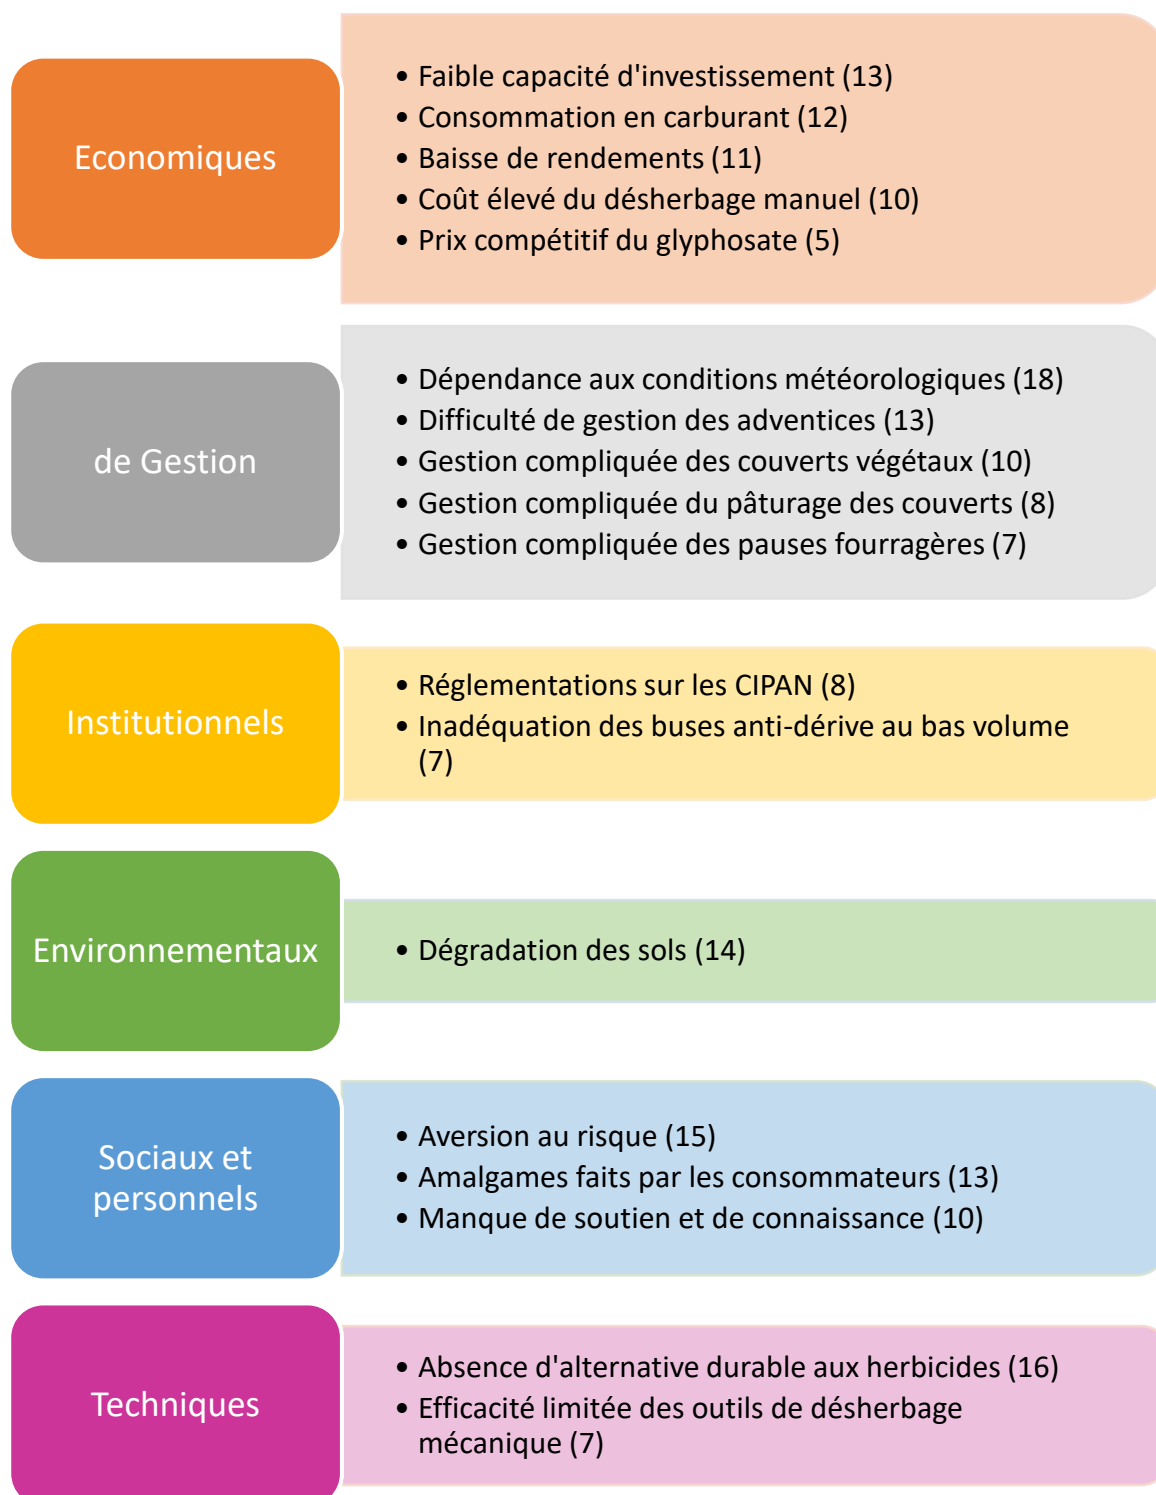 Economiques
• Faible capacité d'investissement (13)
• Consommation en carburant (12)
• Baisse de rendements (11)
• Coût élevé du désherbage manuel (10)
• Prix compétitif du glyphosate (5)
de Gestion
• Dépendance aux conditions météorologiques (18)
• Difficulté de gestion des adventices (13)
• Gestion compliquée des couverts végétaux (10)
• Gestion compliquée du pâturage des couverts (8)
• Gestion compliquée des pauses fourragères (7)
Institutionnels
• Réglementations sur les CIPAN (8)
• Inadéquation des buses anti-dérive au bas volume
(7)
Environnementaux
• Dégradation des sols (14)
Sociaux et
personnels
• Aversion au risque (15)
• Amalgames faits par les consommateurs (13)
• Manque de soutien et de connaissance (10)
Techniques
• Absence d'alternative durable aux herbicides (16)
• Efficacité limitée des outils de désherbage
mécanique (7)